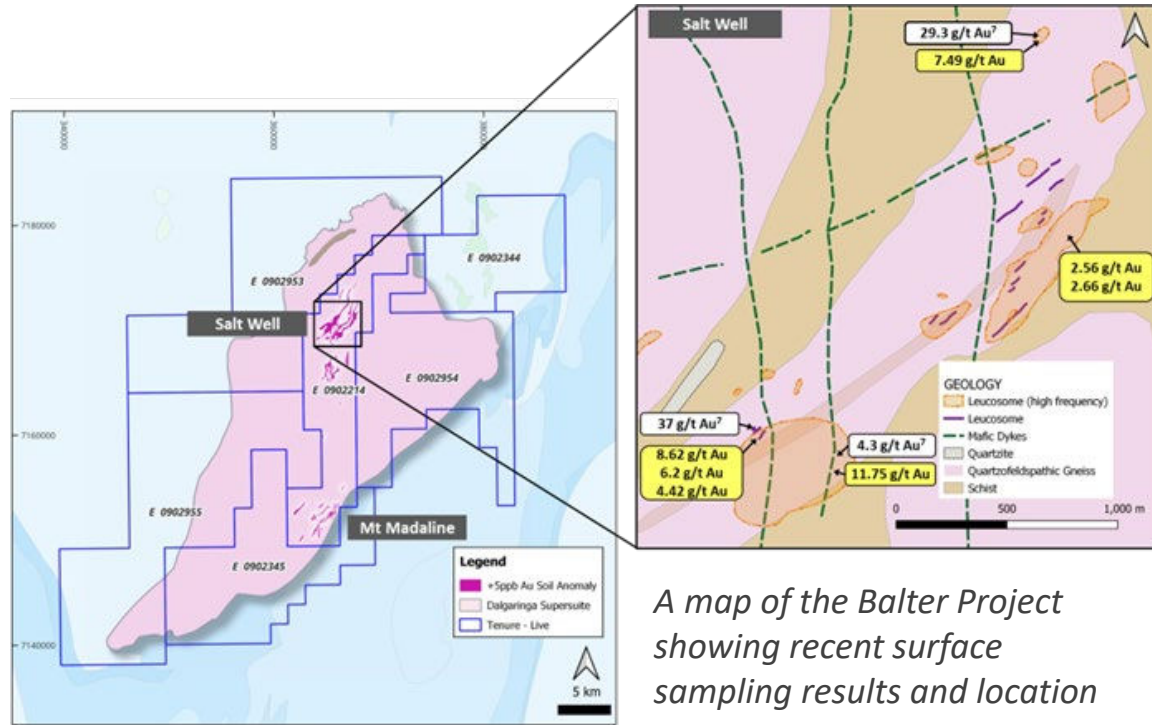 340000
360000
380000
7180000
7160000
7140000
E 0902953
E 0902344
Salt Well
E 0902214
E 0902954
E 0902955
Mt Madaline
E 0902345
Legend
+5ppb Au Soil Anomaly
Dalgaringa Supersuite
Tenure - Live
5 km
Salt Well
29.3 g/t Au⁷
7.49 g/t Au
2.56 g/t Au
2.66 g/t Au
37 g/t Au⁷
8.62 g/t Au
6.2 g/t Au
4.42 g/t Au
4.3 g/t Au⁷
11.75 g/t Au
GEOLOGY
Leucosome (high frequency)
Leucosome
Mafic Dykes
Quartzite
Quartzofeldspathic Gneiss
Schist
0 500 1,000 m
A map of the Balter Project
showing recent surface
sampling results and location